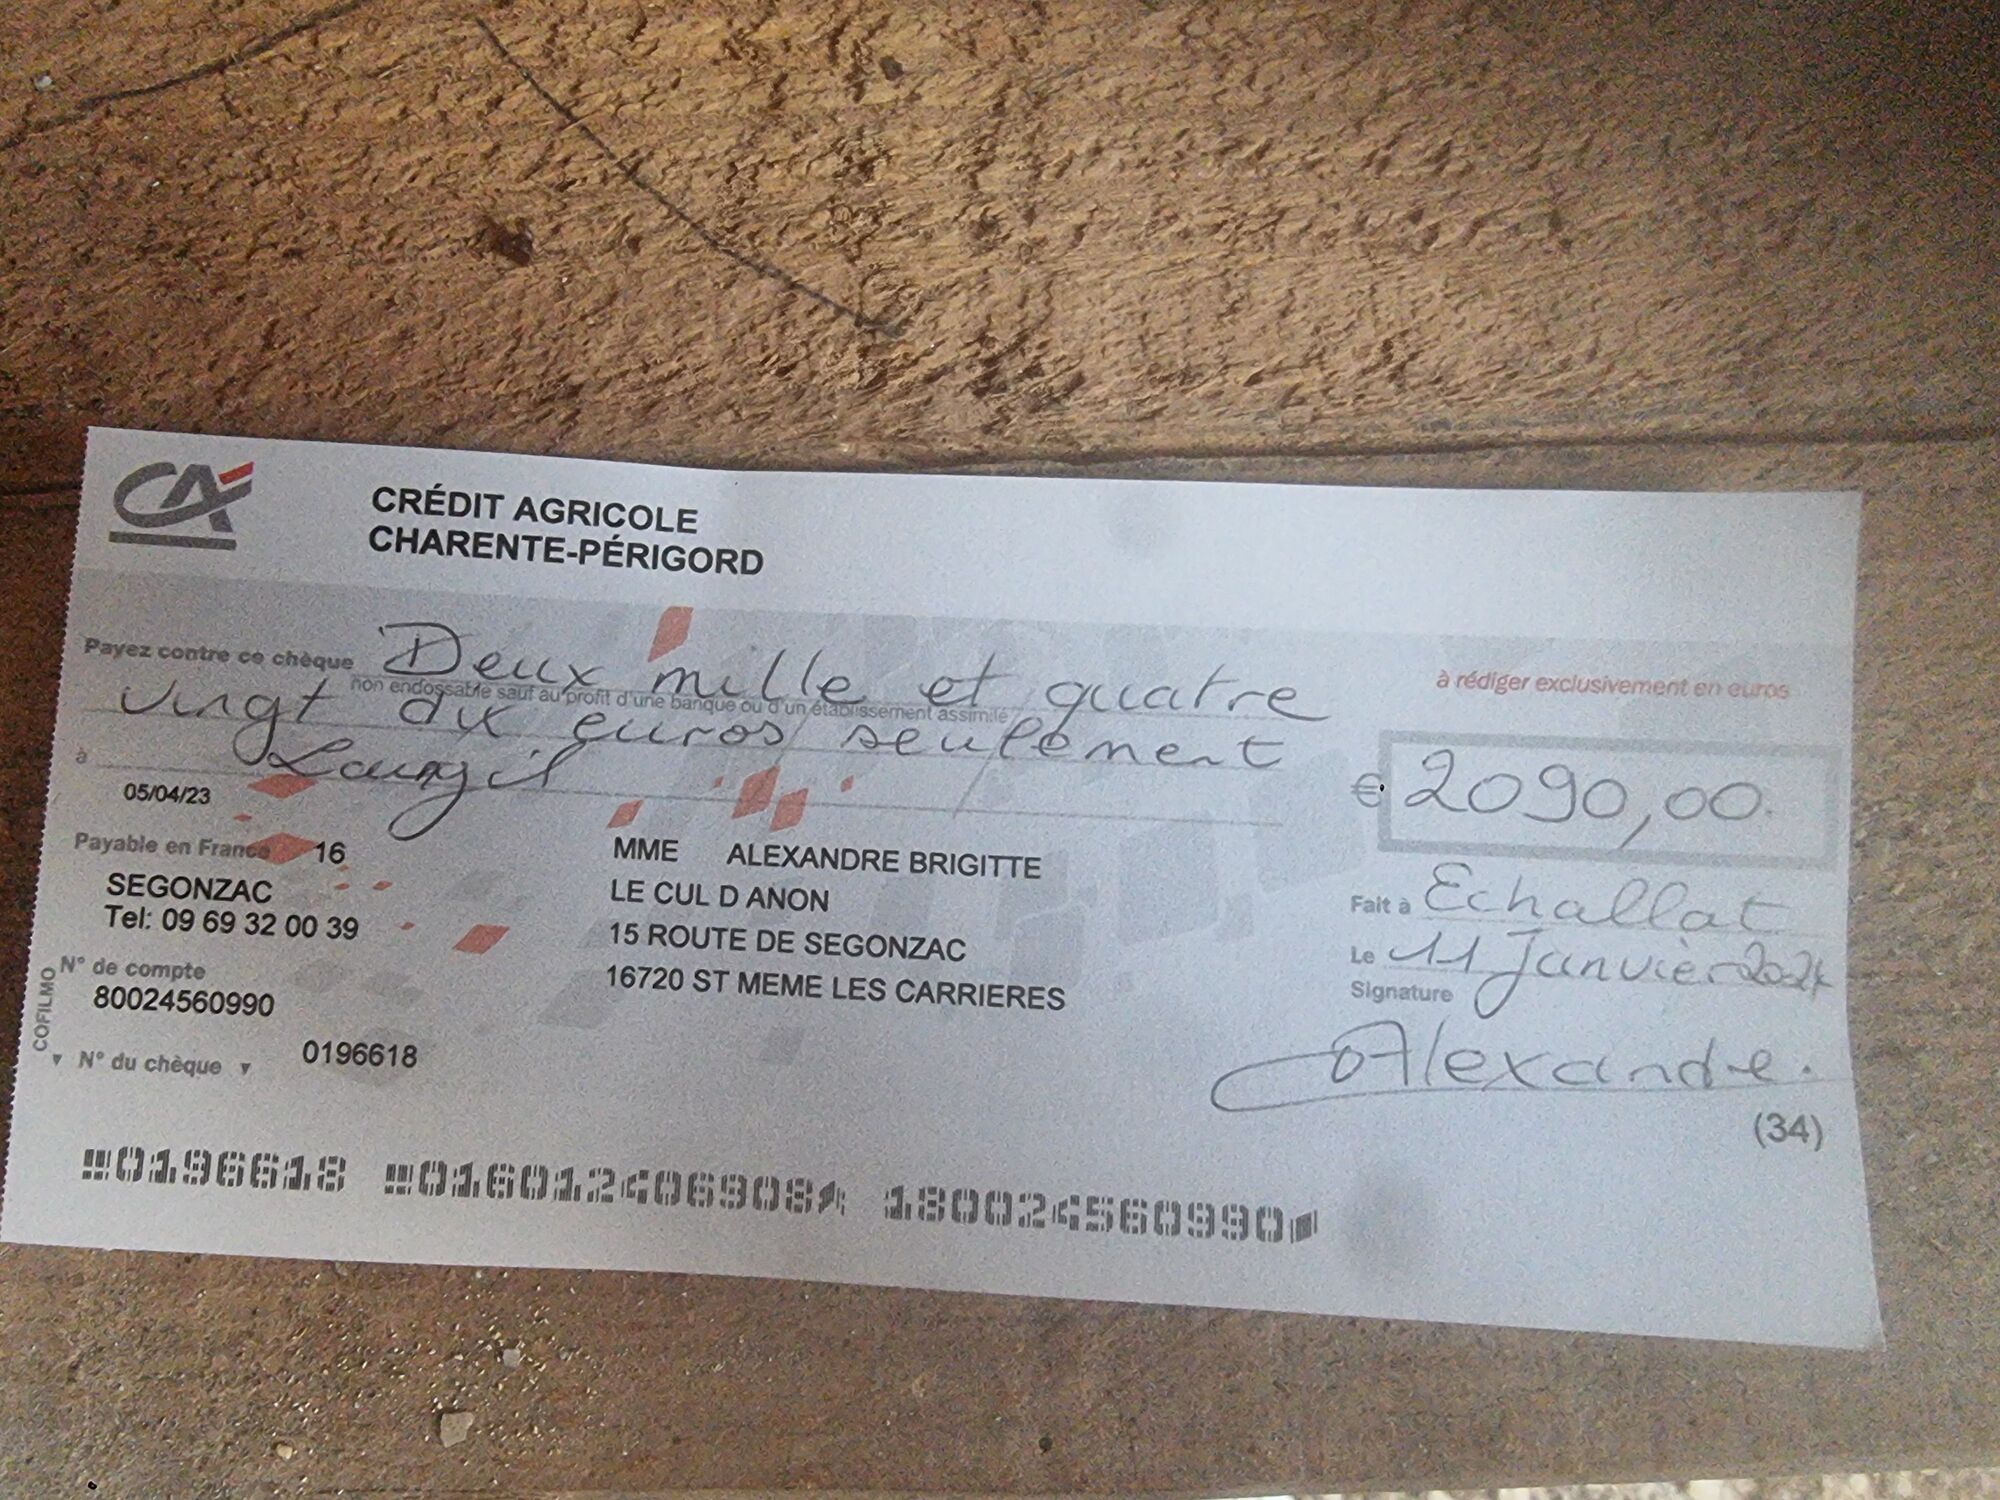 CA
CRÉDIT AGRICOLE
CHARENTE-PÉRIGORD
Payez contre ce chèque Deux mille et quatre
non endossable sauf au profit d'une banque ou d'un établissement assimilé
à rédiger exclusivement en euros
vingt dix euros seulement
à
€ 2090,00.
05/04/23
Payable en France 16
SEGONZAC
Tel: 09 69 32 00 39
MME ALEXANDRE BRIGITTE
LE CUL D ANON
15 ROUTE DE SEGONZAC
16720 ST MEME LES CARRIERES
Fait à Echallat
Le 11 Janvier 2024
Signature
Alexandre.
N° de compte
80024560990
COFILMO
N° du chèque 0196618
(34)
0196618 016012406908 180024560990